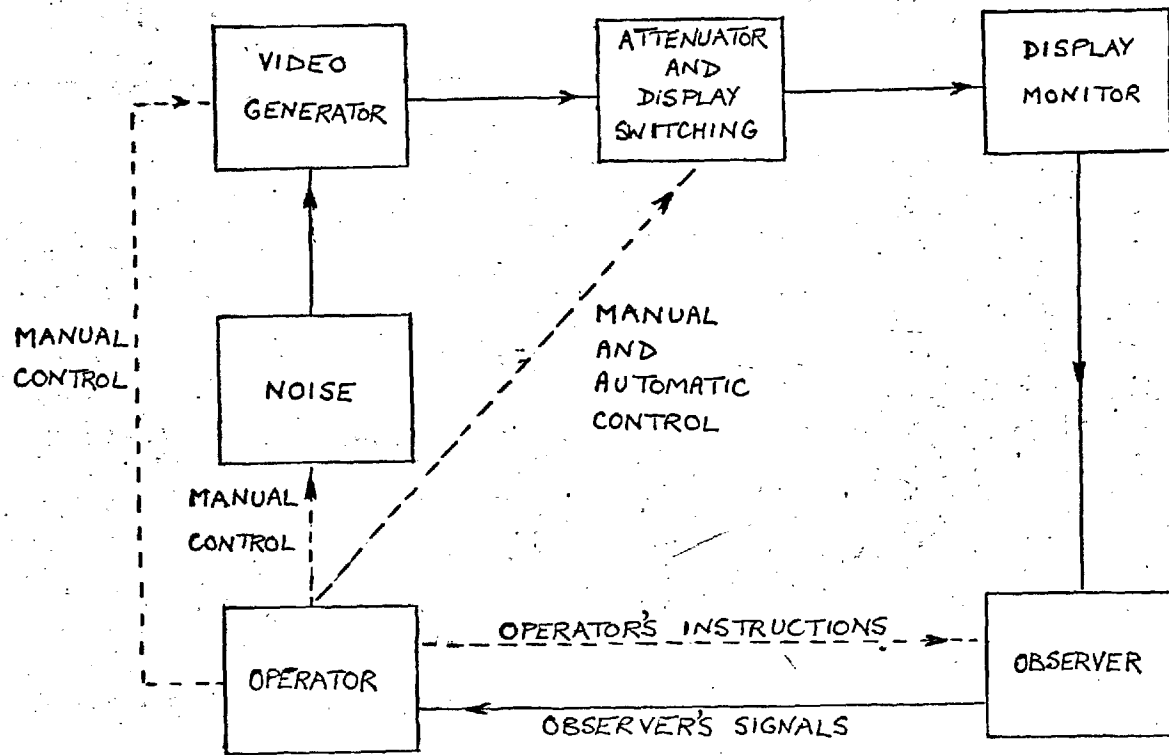 VIDEO
GENERATOR
ATTENUATOR
AND
DISPLAY
SWITCHING
DISPLAY
MONITOR
MANUAL
CONTROL
NOISE
MANUAL
AND
AUTOMATIC
CONTROL
MANUAL
CONTROL
OPERATOR
OPERATOR'S INSTRUCTIONS
OBSERVER'S SIGNALS
OBSERVER